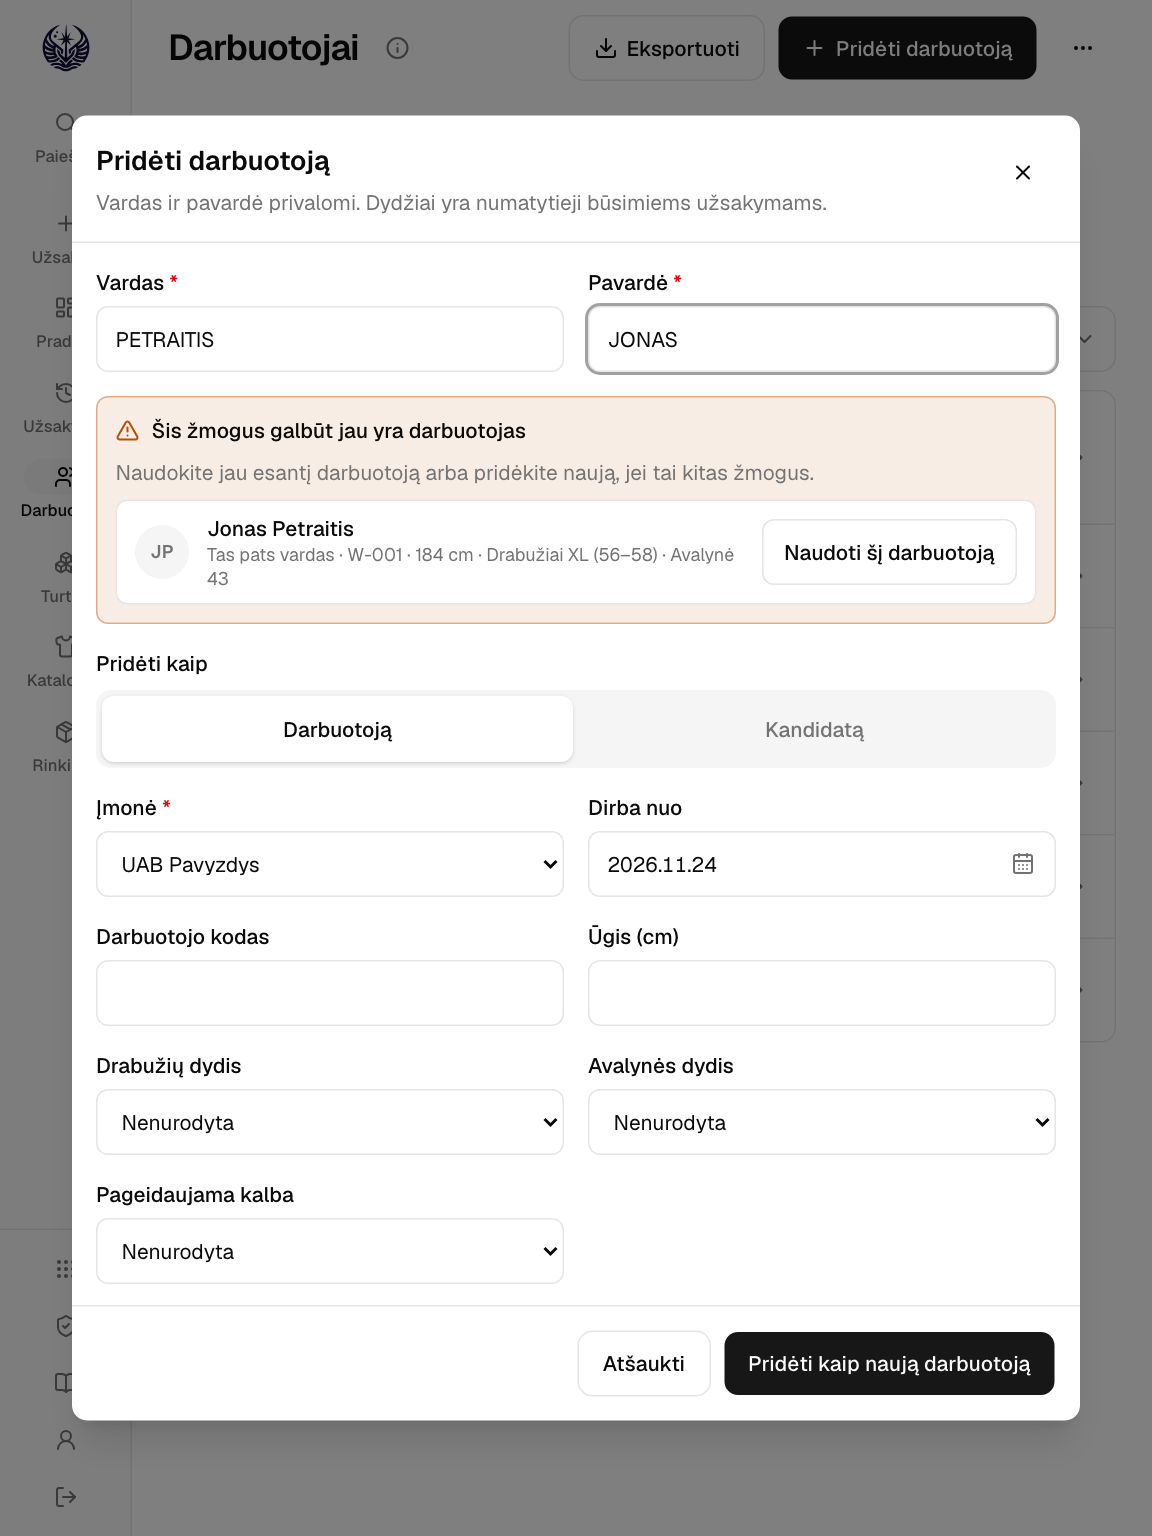 Darbuotojai
Eksportuoti
Pridėti darbuotoją
Pridėti darbuotoją
Vardas ir pavardė privalomi. Dydžiai yra numatytieji būsimiems užsakymams.
Vardas *
Pavardė *
PETRAITIS
JONAS
Šis žmogus galbūt jau yra darbuotojas
Naudokite jau esantį darbuotoją arba pridėkite naują, jei tai kitas žmogus.
JP
Jonas Petraitis
Tas pats vardas · W-001 · 184 cm · Drabužiai XL (56–58) · Avalynė
43
Naudoti šį darbuotoją
Pridėti kaip
Darbuotoją
Kandidatą
Įmonė *
Dirba nuo
UAB Pavyzdys
2026.11.24
Darbuotojo kodas
Ūgis (cm)
Drabužių dydis
Avalynės dydis
Nenurodyta
Nenurodyta
Pageidaujama kalba
Nenurodyta
Atšaukti
Pridėti kaip naują darbuotoją